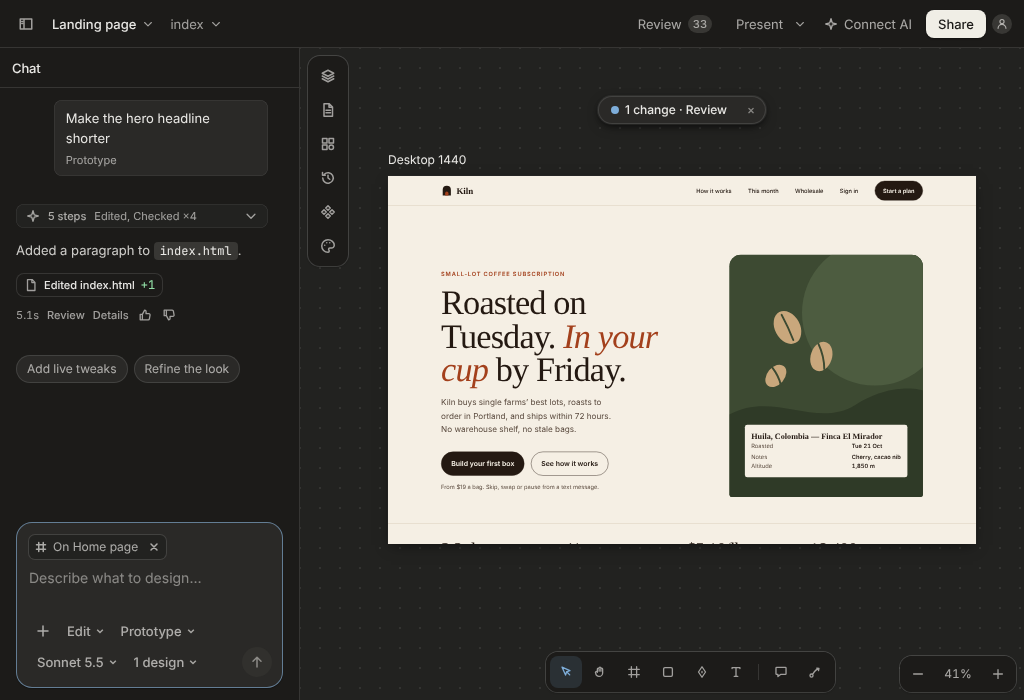 Landing page
index
Review 33
Present
Connect AI
Share
Chat
Make the hero headline
shorter
Prototype
5 steps Edited, Checked ×4
Added a paragraph to index.html.
Edited index.html +1
5.1s Review Details
Add live tweaks
Refine the look
On Home page
Describe what to design...
Edit
Prototype
Sonnet 5.5
1 design
1 change · Review
Desktop 1440
Kiln
How it works
This month
Wholesale
Sign in
Start a plan
SMALL-LOT COFFEE SUBSCRIPTION
Roasted on
Tuesday. In your
cup by Friday.
Kiln buys single farms' best lots, roasts to
order in Portland, and ships within 72 hours.
No warehouse shelf, no stale bags.
Build your first box
See how it works
From $19 a bag. Skip, swap or pause from a text message.
Huila, Colombia — Finca El Mirador
Roasted Tue 21 Oct
Notes Cherry, cacao nib
Altitude 1,850 m
41%